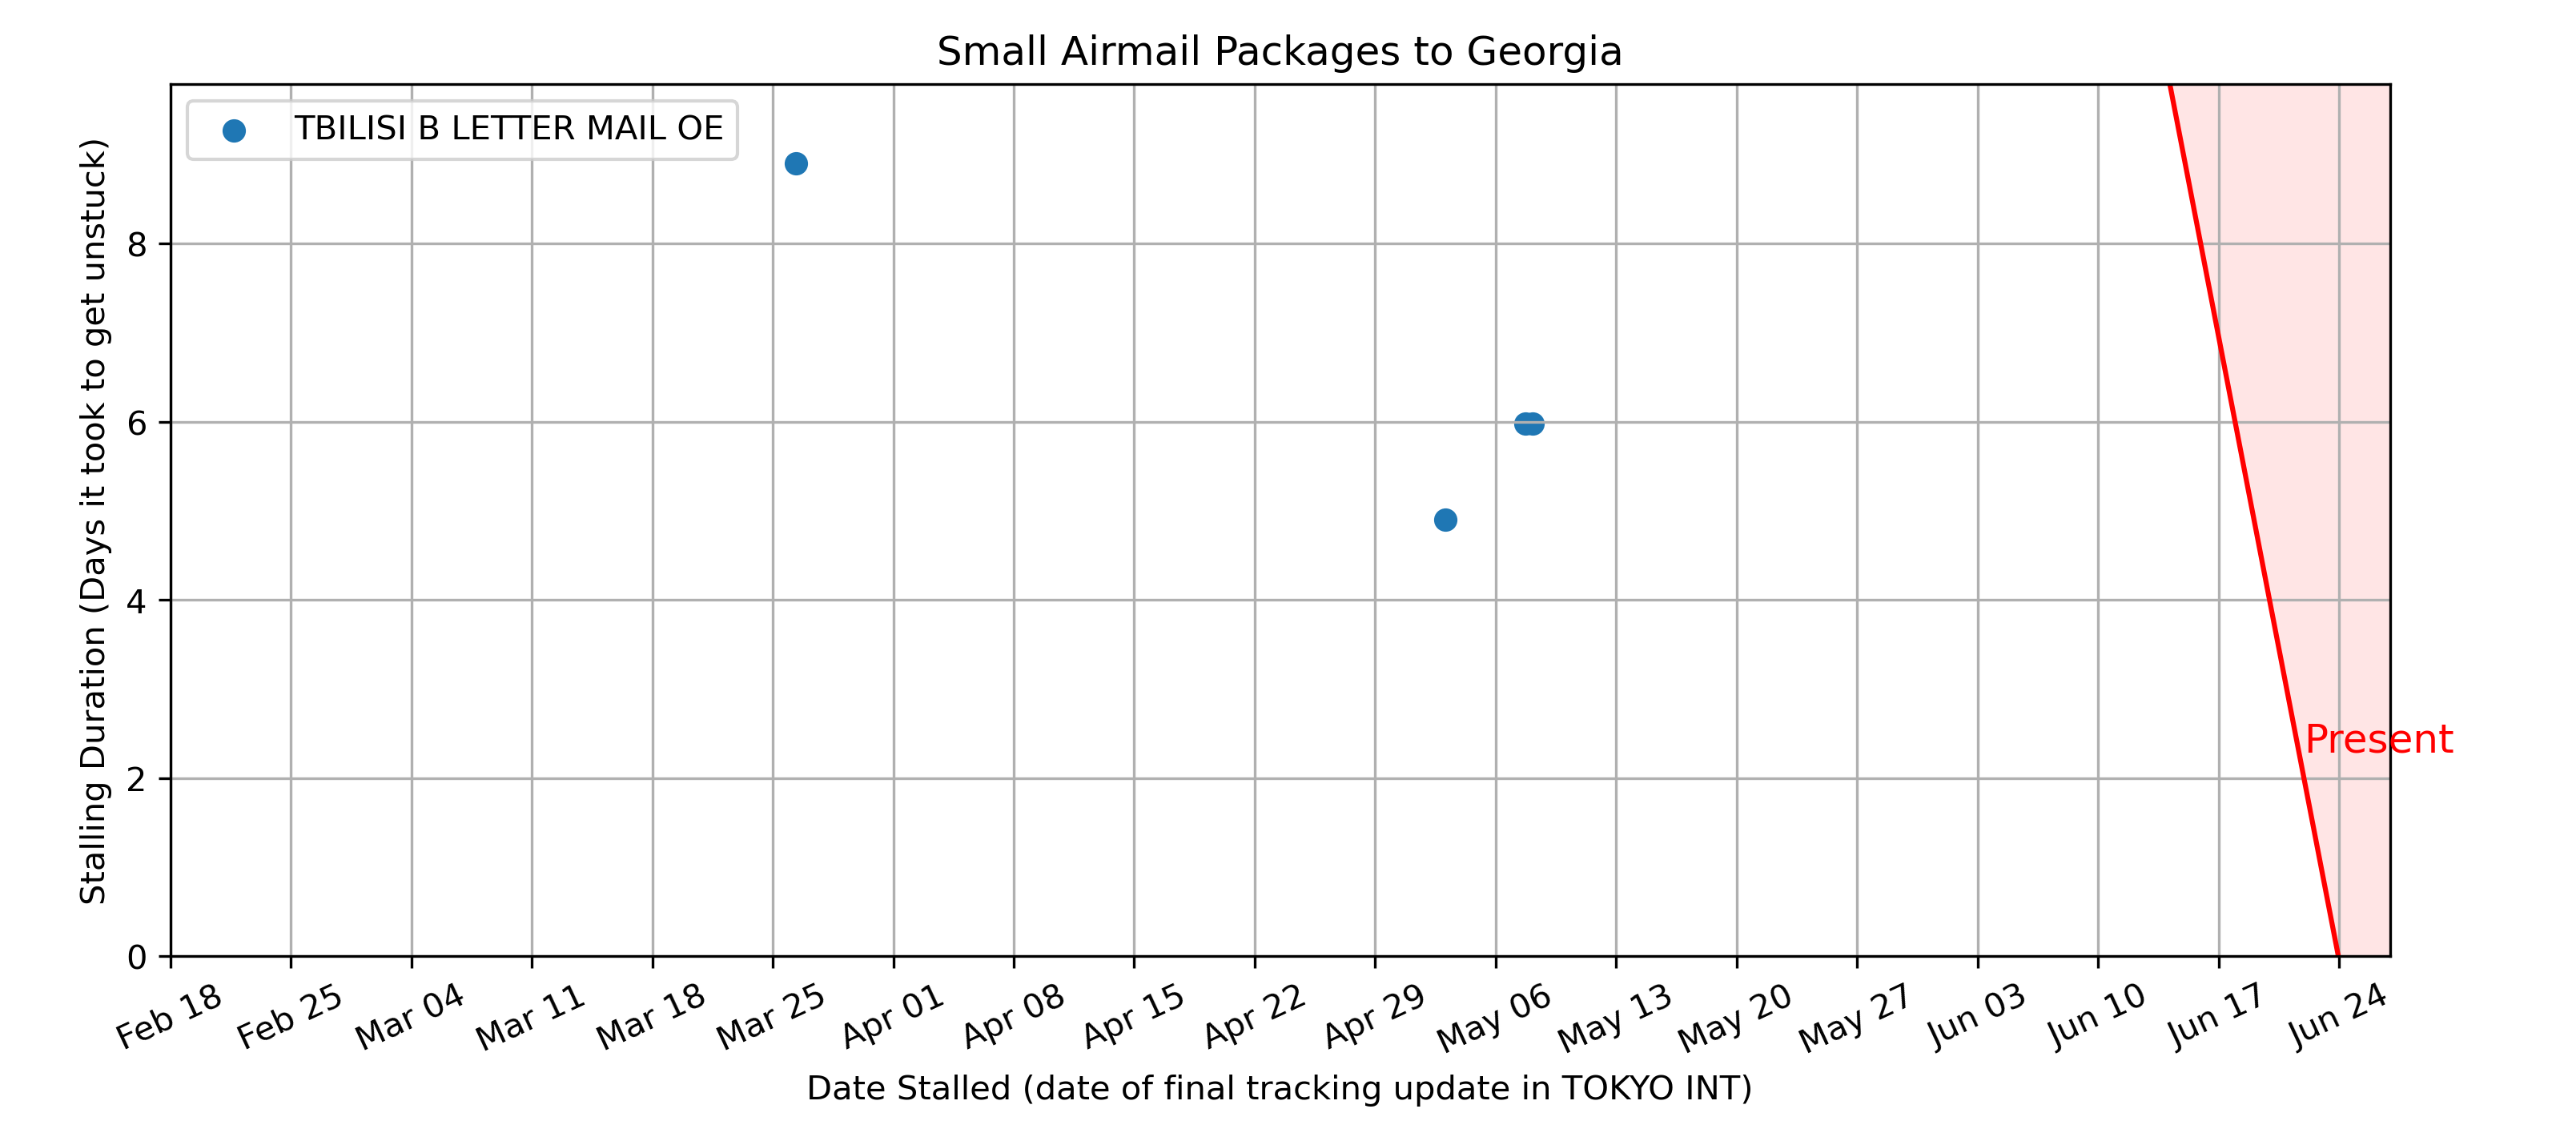 Small Airmail Packages to Georgia
TBILISI B LETTER MAIL OE
Stalling Duration (Days it took to get unstuck)
8
6
4
2
0
Present
Feb 18
Feb 25
Mar 04
Mar 11
Mar 18
Mar 25
Apr 01
Apr 08
Apr 15
Apr 22
Apr 29
May 06
May 13
May 20
May 27
Jun 03
Jun 10
Jun 17
Jun 24
Date Stalled (date of final tracking update in TOKYO INT)